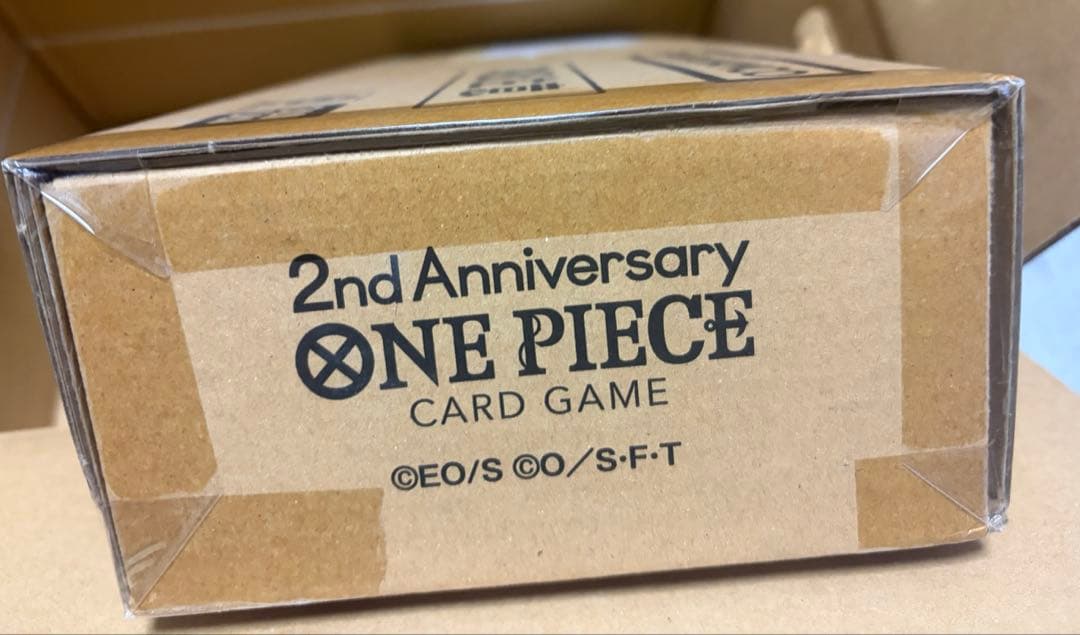 2nd Anniversary
ONE PIECE
CARD GAME
©EO/S ©O/S・F・T